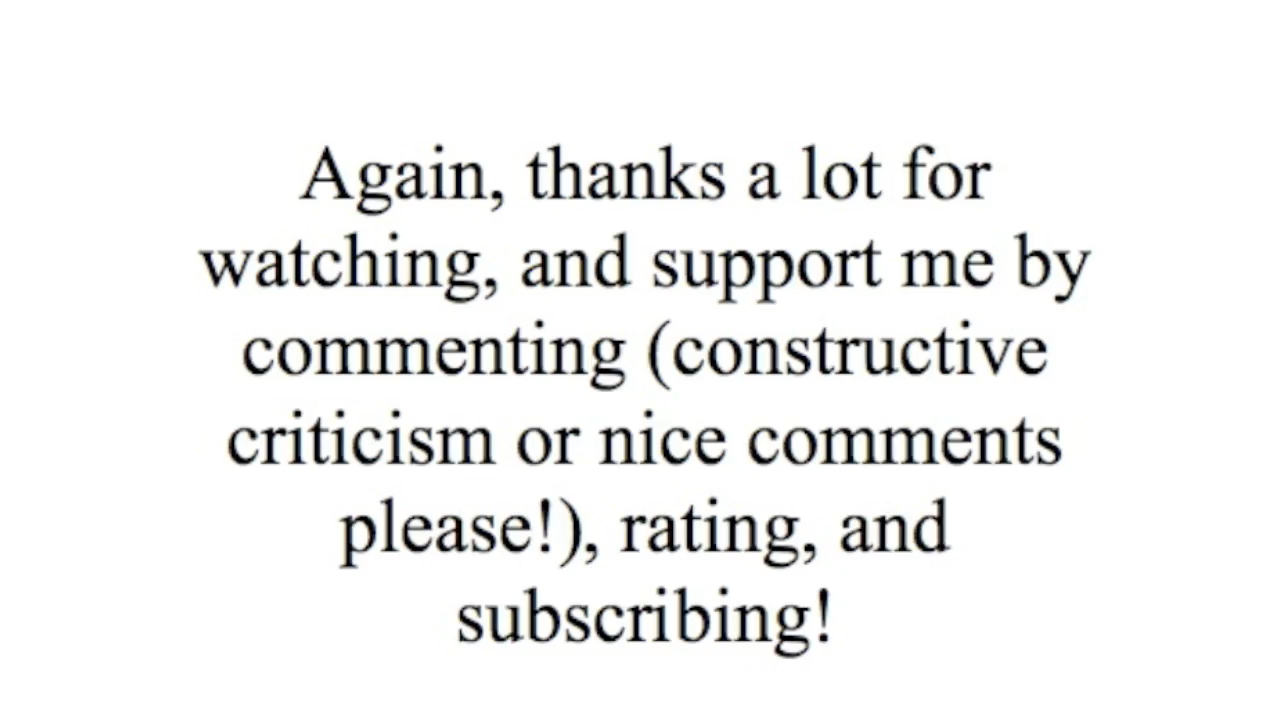 Again, thanks a lot for
watching, and support me by
commenting (constructive
criticism or nice comments
please!), rating, and
subscribing!